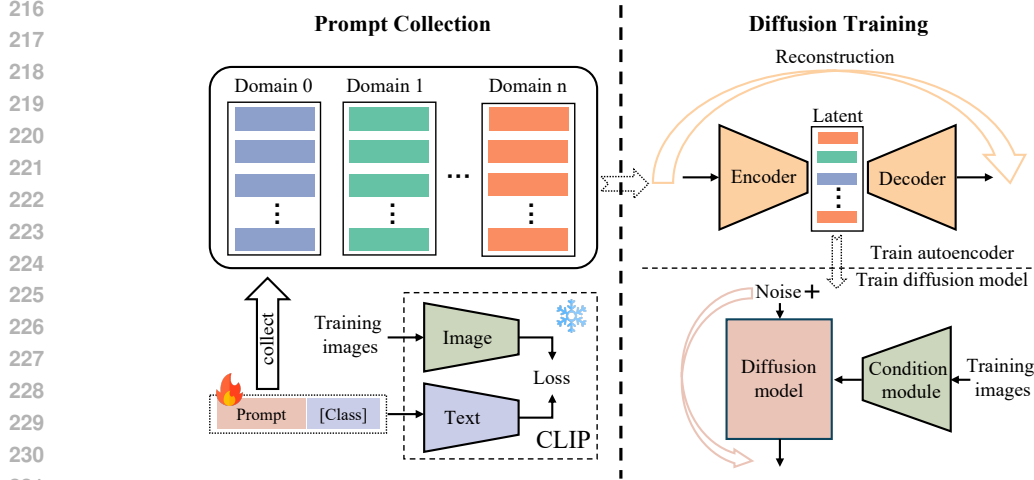 216
217
218
219
220
221
222
223
224
225
226
227
228
229
230
Prompt Collection
Domain 0 Domain 1 Domain n
...
collect
Training
images
Image
Loss
Text
CLIP
Prompt [Class]
Diffusion Training
Reconstruction
Latent
Encoder
Decoder
Train autoencoder
Train diffusion model
Noise +
Diffusion
model
Condition
module
Training
images